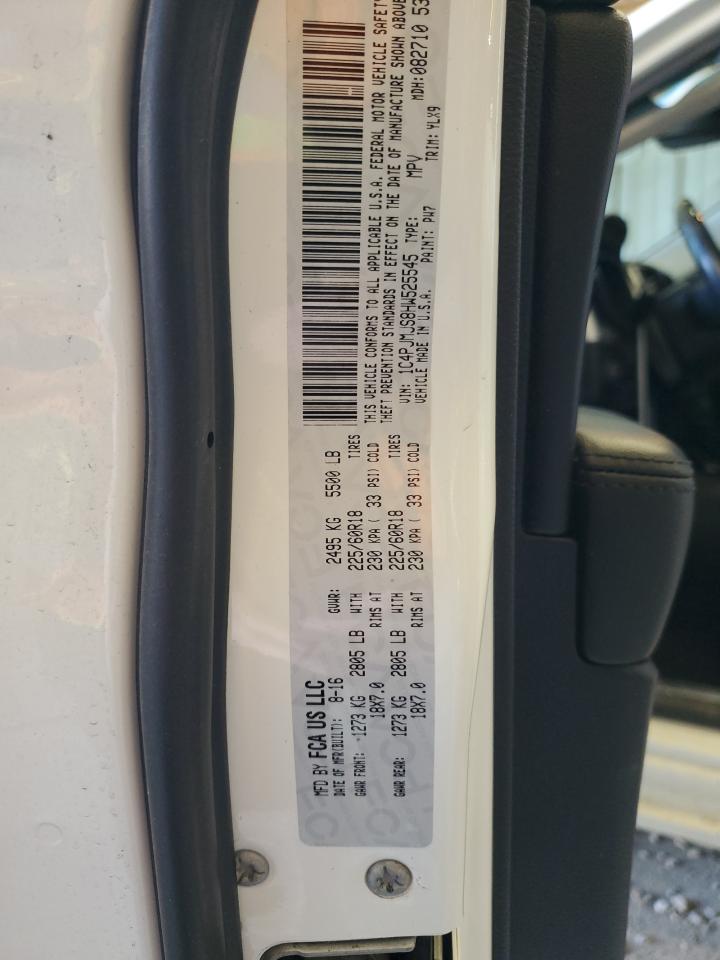 MFD BY FCA US LLC
DATE OF MFR(BUILT): 8-16 GVWR: 2495 KG 5500 LB
GAWR FRONT: 1273 KG 2805 LB WITH 225/60R18 TIRES
18X7.0 RIMS AT 230 KPA ( 33 PSI) COLD
GAWR REAR: 1273 KG 2805 LB WITH 225/60R18 TIRES
18X7.0 RIMS AT 230 KPA ( 33 PSI) COLD
THIS VEHICLE CONFORMS TO ALL APPLICABLE U.S.A. FEDERAL MOTOR VEHICLE SAFETY
THEFT PREVENTION STANDARDS IN EFFECT ON THE DATE OF MANUFACTURE SHOWN ABOVE
VIN: 1C4PJMJS8HW525545 TYPE: MPV MDH: 082710 53
VEHICLE MADE IN U.S.A. PAINT: PW7 TRIM: YLX9